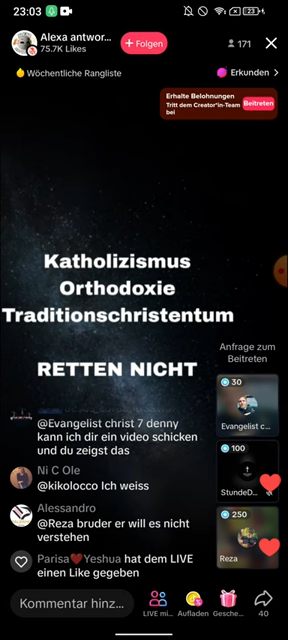 23:03
23
Alexa antwor...
75.7K Likes
+ Folgen
171
Wöchentliche Rangliste
Erkunden >
Erhalte Belohnungen
Tritt dem Creator*in-Team bei
Beitreten
Katholizismus
Orthodoxie
Traditionschristentum
RETTEN NICHT
Anfrage zum
Beitreten
30
Evangelist c...
100
StundeD...
250
Reza
@Evangelist christ 7 denny
kann ich dir ein video schicken
und du zeigst das
Ni C Ole
@kikolocco Ich weiss
Alessandro
@Reza bruder er will es nicht
verstehen
Parisa❤️Yeshua hat dem LIVE
einen Like gegeben
Kommentar hinz...
LIVE mi...
Aufladen
Gesche...
40